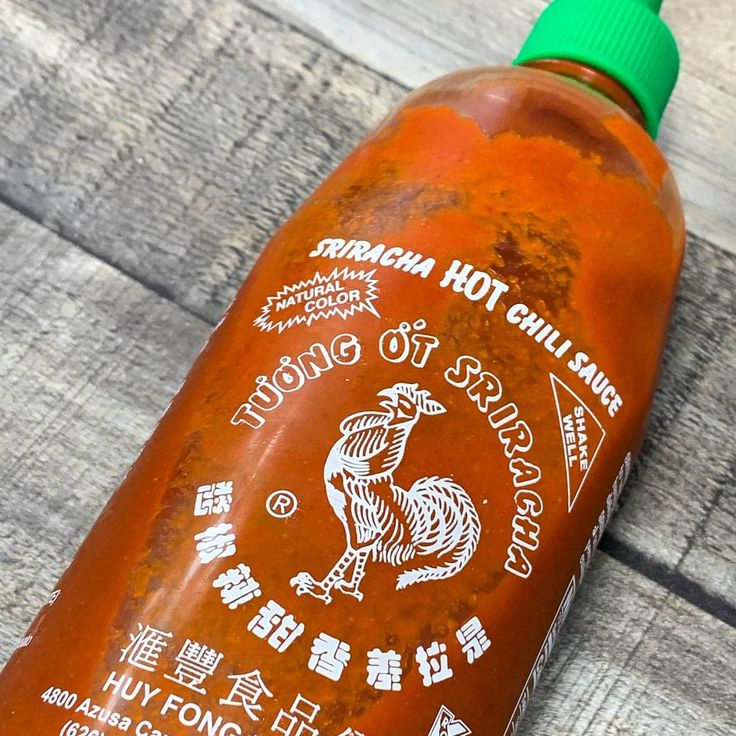 SRIRACHA HOT CHILI SAUCE
NATURAL COLOR
TƯƠNG ỚT SRIRACHA
SHAKE WELL
®
是拉差香甜辣椒醬
滙豐食品
HUY FONG
4800 Azusa
(626)